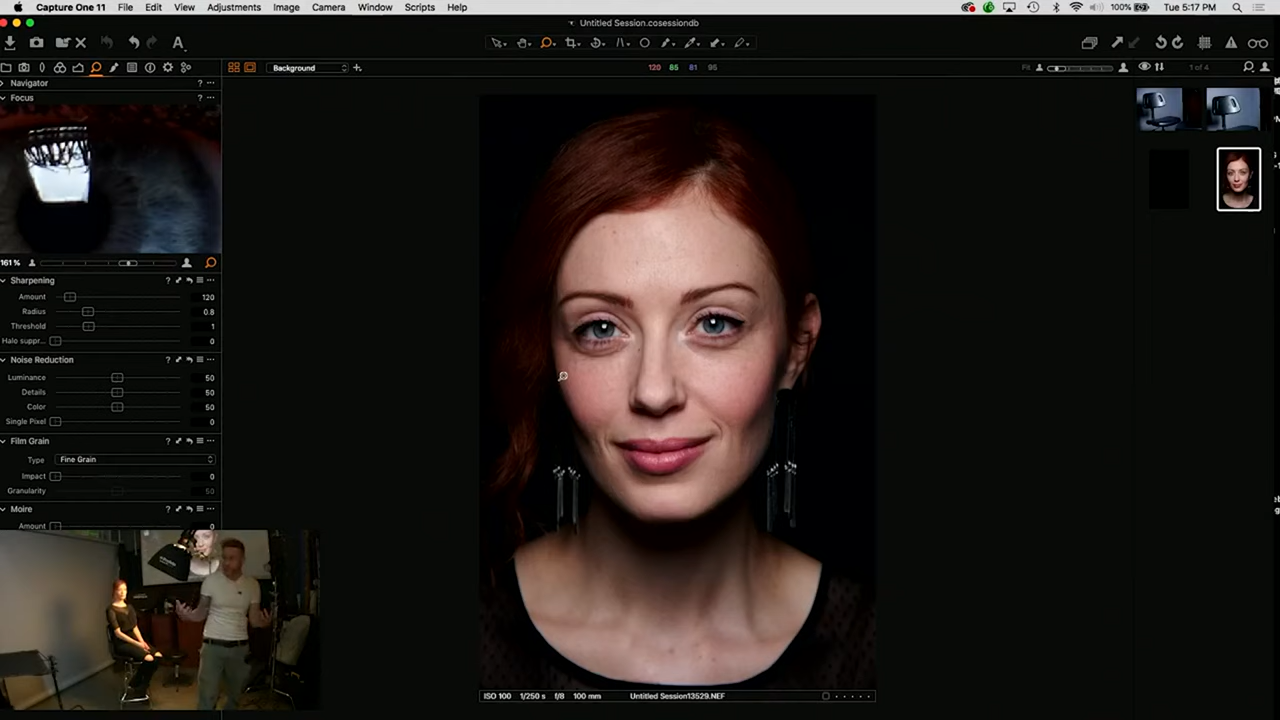 Capture One 11 File Edit View Adjustments Image Camera Window Scripts Help 100% Tue 5:17 PM
Untitled Session.cosessiondb
Background 120 85 81 95 Fit 1 of 4
Navigator ?
Focus ?
161 %
Sharpening ?
Amount 120
Radius 0.8
Threshold 1
Halo suppr... 0
Noise Reduction ?
Luminance 50
Details 50
Color 50
Single Pixel 0
Film Grain ?
Type Fine Grain
Impact 0
Granularity 50
Moire ?
Amount 0
ISO 100 1/250 s f/8 100 mm Untitled Session13529.NEF